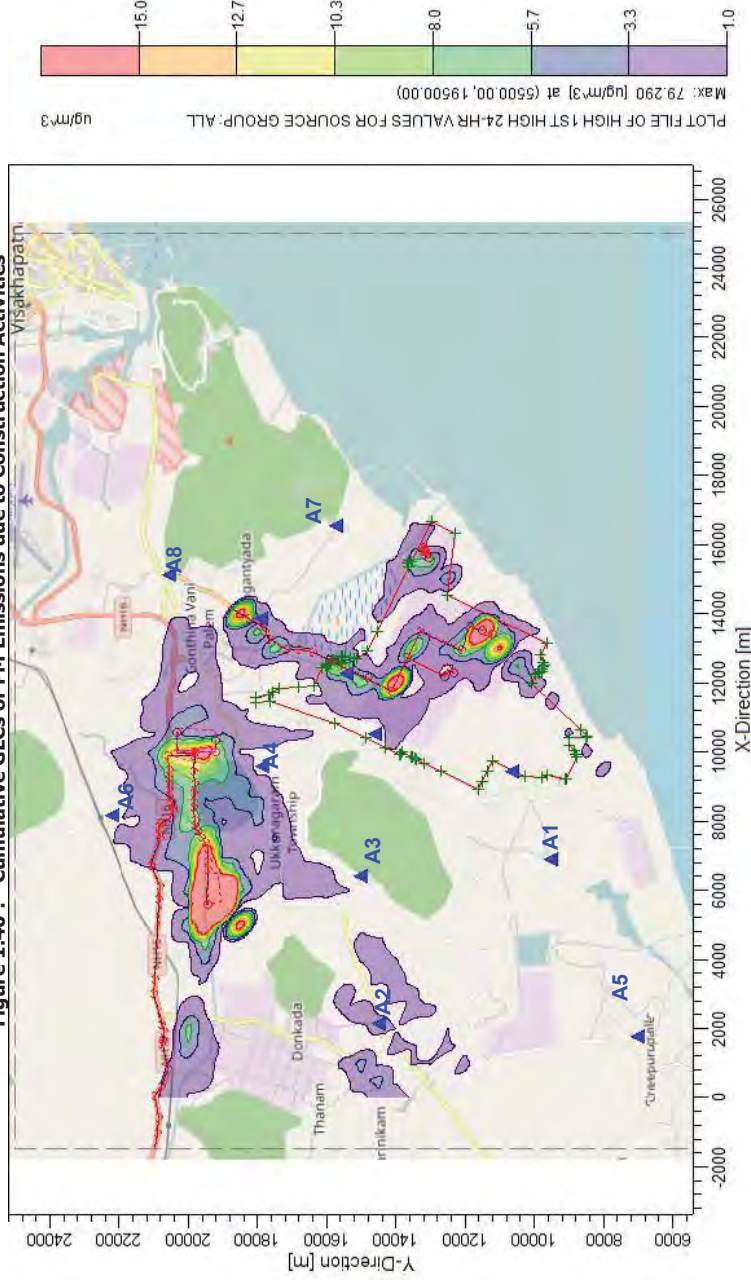 Cumulative GLCs of PM Emissions due to Construction Activities
Visakhapatn
NH16
A8
A6
Gonthina Vani
Palem
gantyada
NH16
A7
A4
Ukkunagaram
Township
NH16
A3
Donkada
A2
Thanam
A1
A5
Y-Direction [m]
24000
22000
20000
18000
16000
14000
12000
10000
8000
6000
-2000
0
2000
4000
6000
8000
10000
12000
14000
16000
18000
20000
22000
24000
26000
X-Direction [m]
PLOT FILE OF HIGH 1ST HIGH 24-HR VALUES FOR SOURCE GROUP: ALL
ug/m^3
Max: 79.290 [ug/m^3] at (5500.00, 19500.00)
1.0
3.3
5.7
8.0
10.3
12.7
15.0